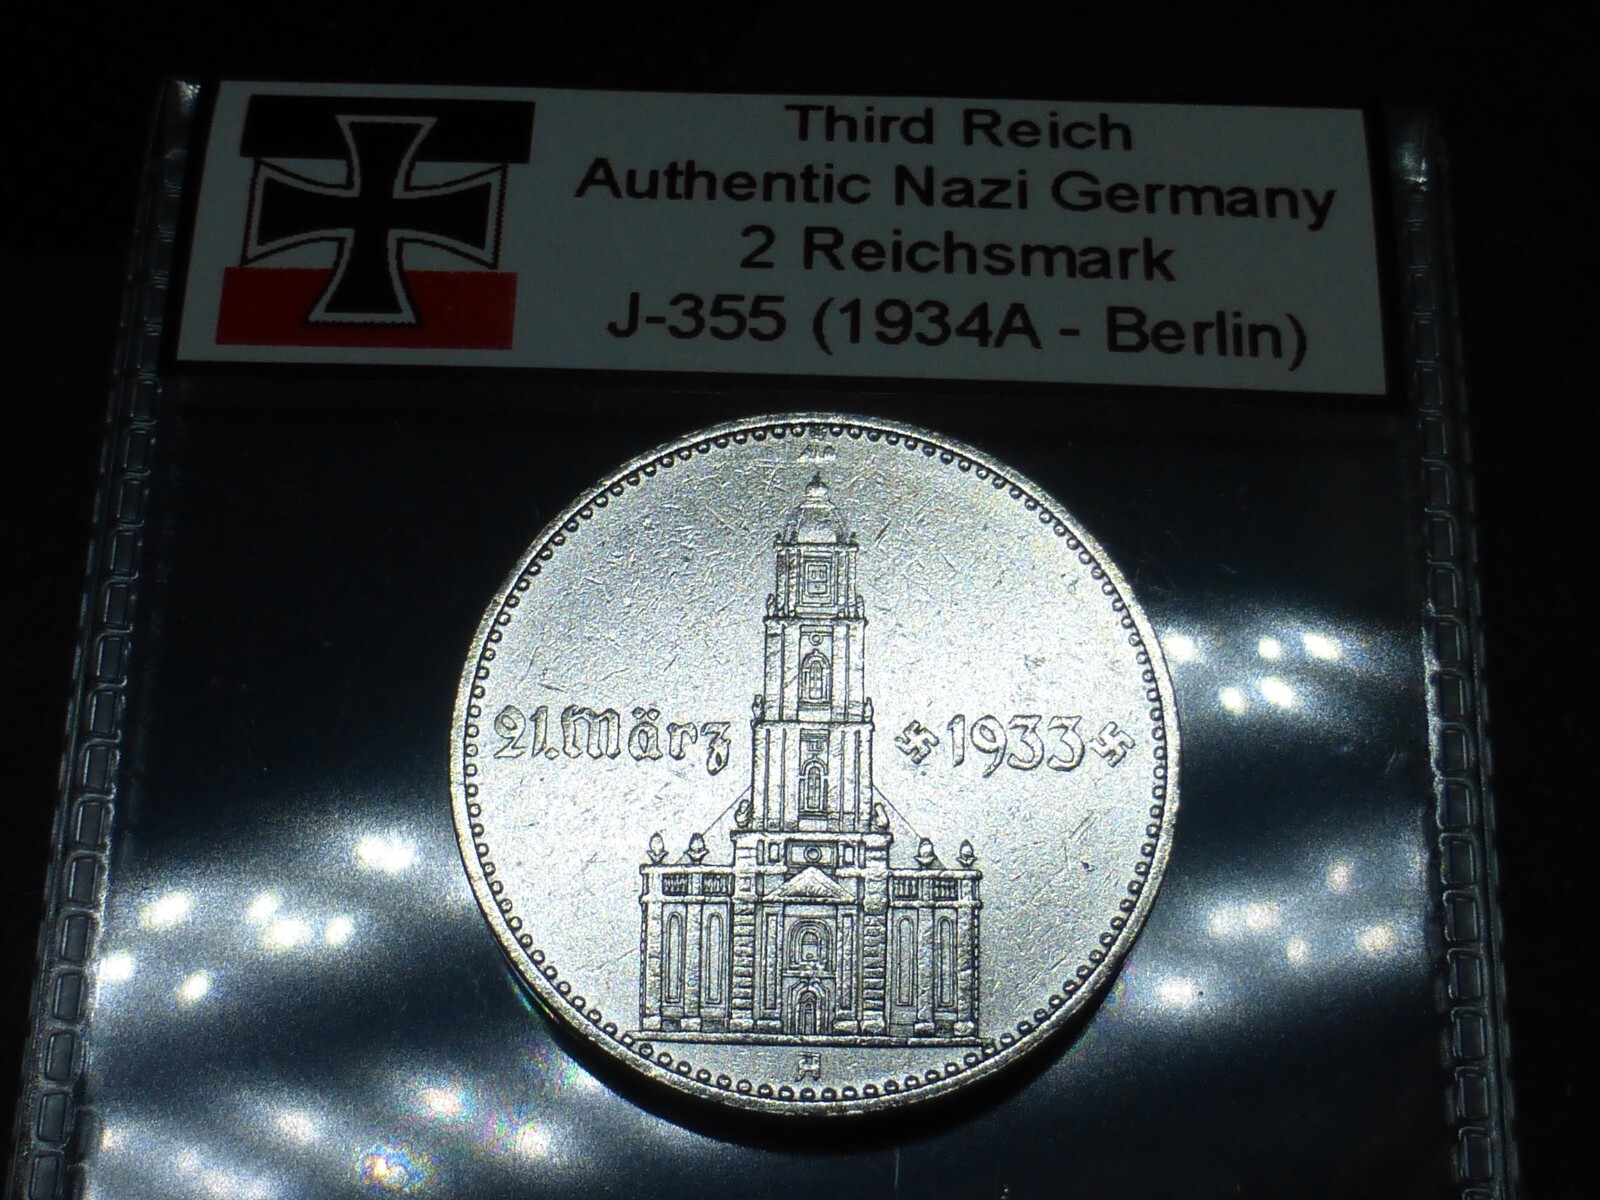 Third Reich
Authentic Nazi Germany
2 Reichsmark
J-355 (1934A - Berlin)
21. März 1933
A